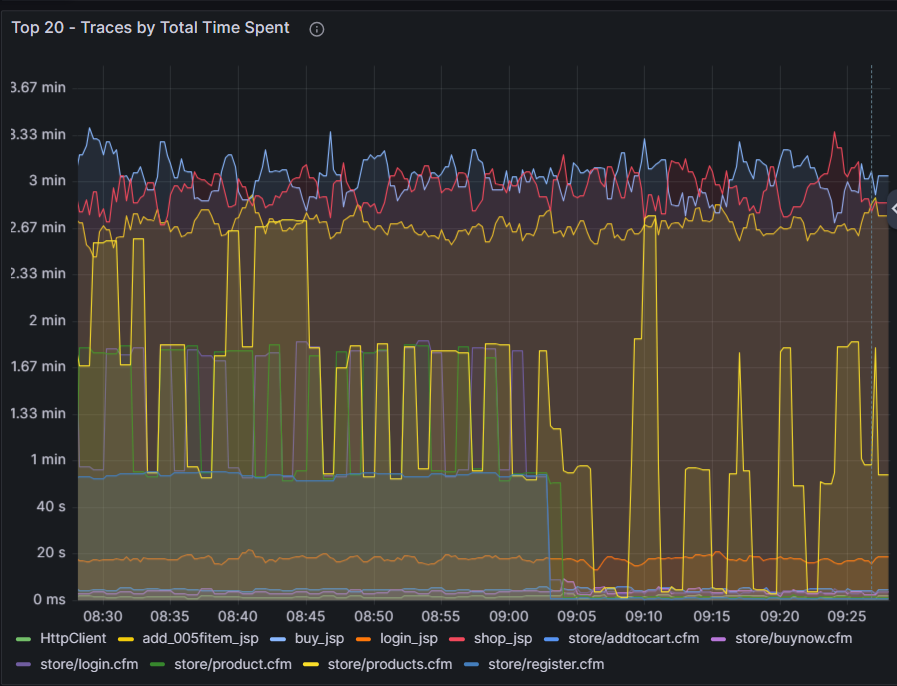 Top 20 - Traces by Total Time Spent
3.67 min
3.33 min
3 min
2.67 min
2.33 min
2 min
1.67 min
1.33 min
1 min
40 s
20 s
0 ms
08:30 08:35 08:40 08:45 08:50 08:55 09:00 09:05 09:10 09:15 09:20 09:25
HttpClient add_005fitem_jsp buy_jsp login_jsp shop_jsp store/addtocart.cfm store/buynow.cfm
store/login.cfm store/product.cfm store/products.cfm store/register.cfm